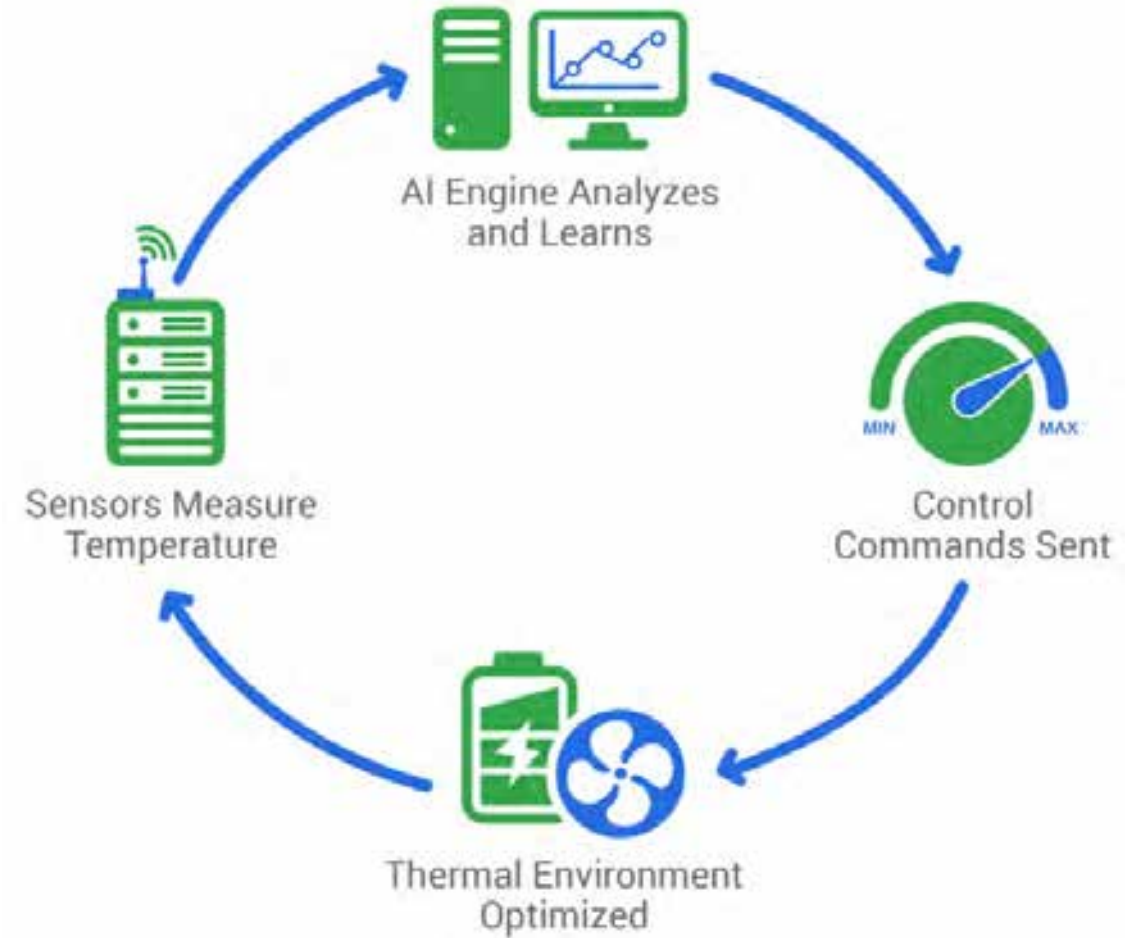 AI Engine Analyzes
and Learns
MIN
MAX
Sensors Measure
Temperature
Control
Commands Sent
Thermal Environment
Optimized